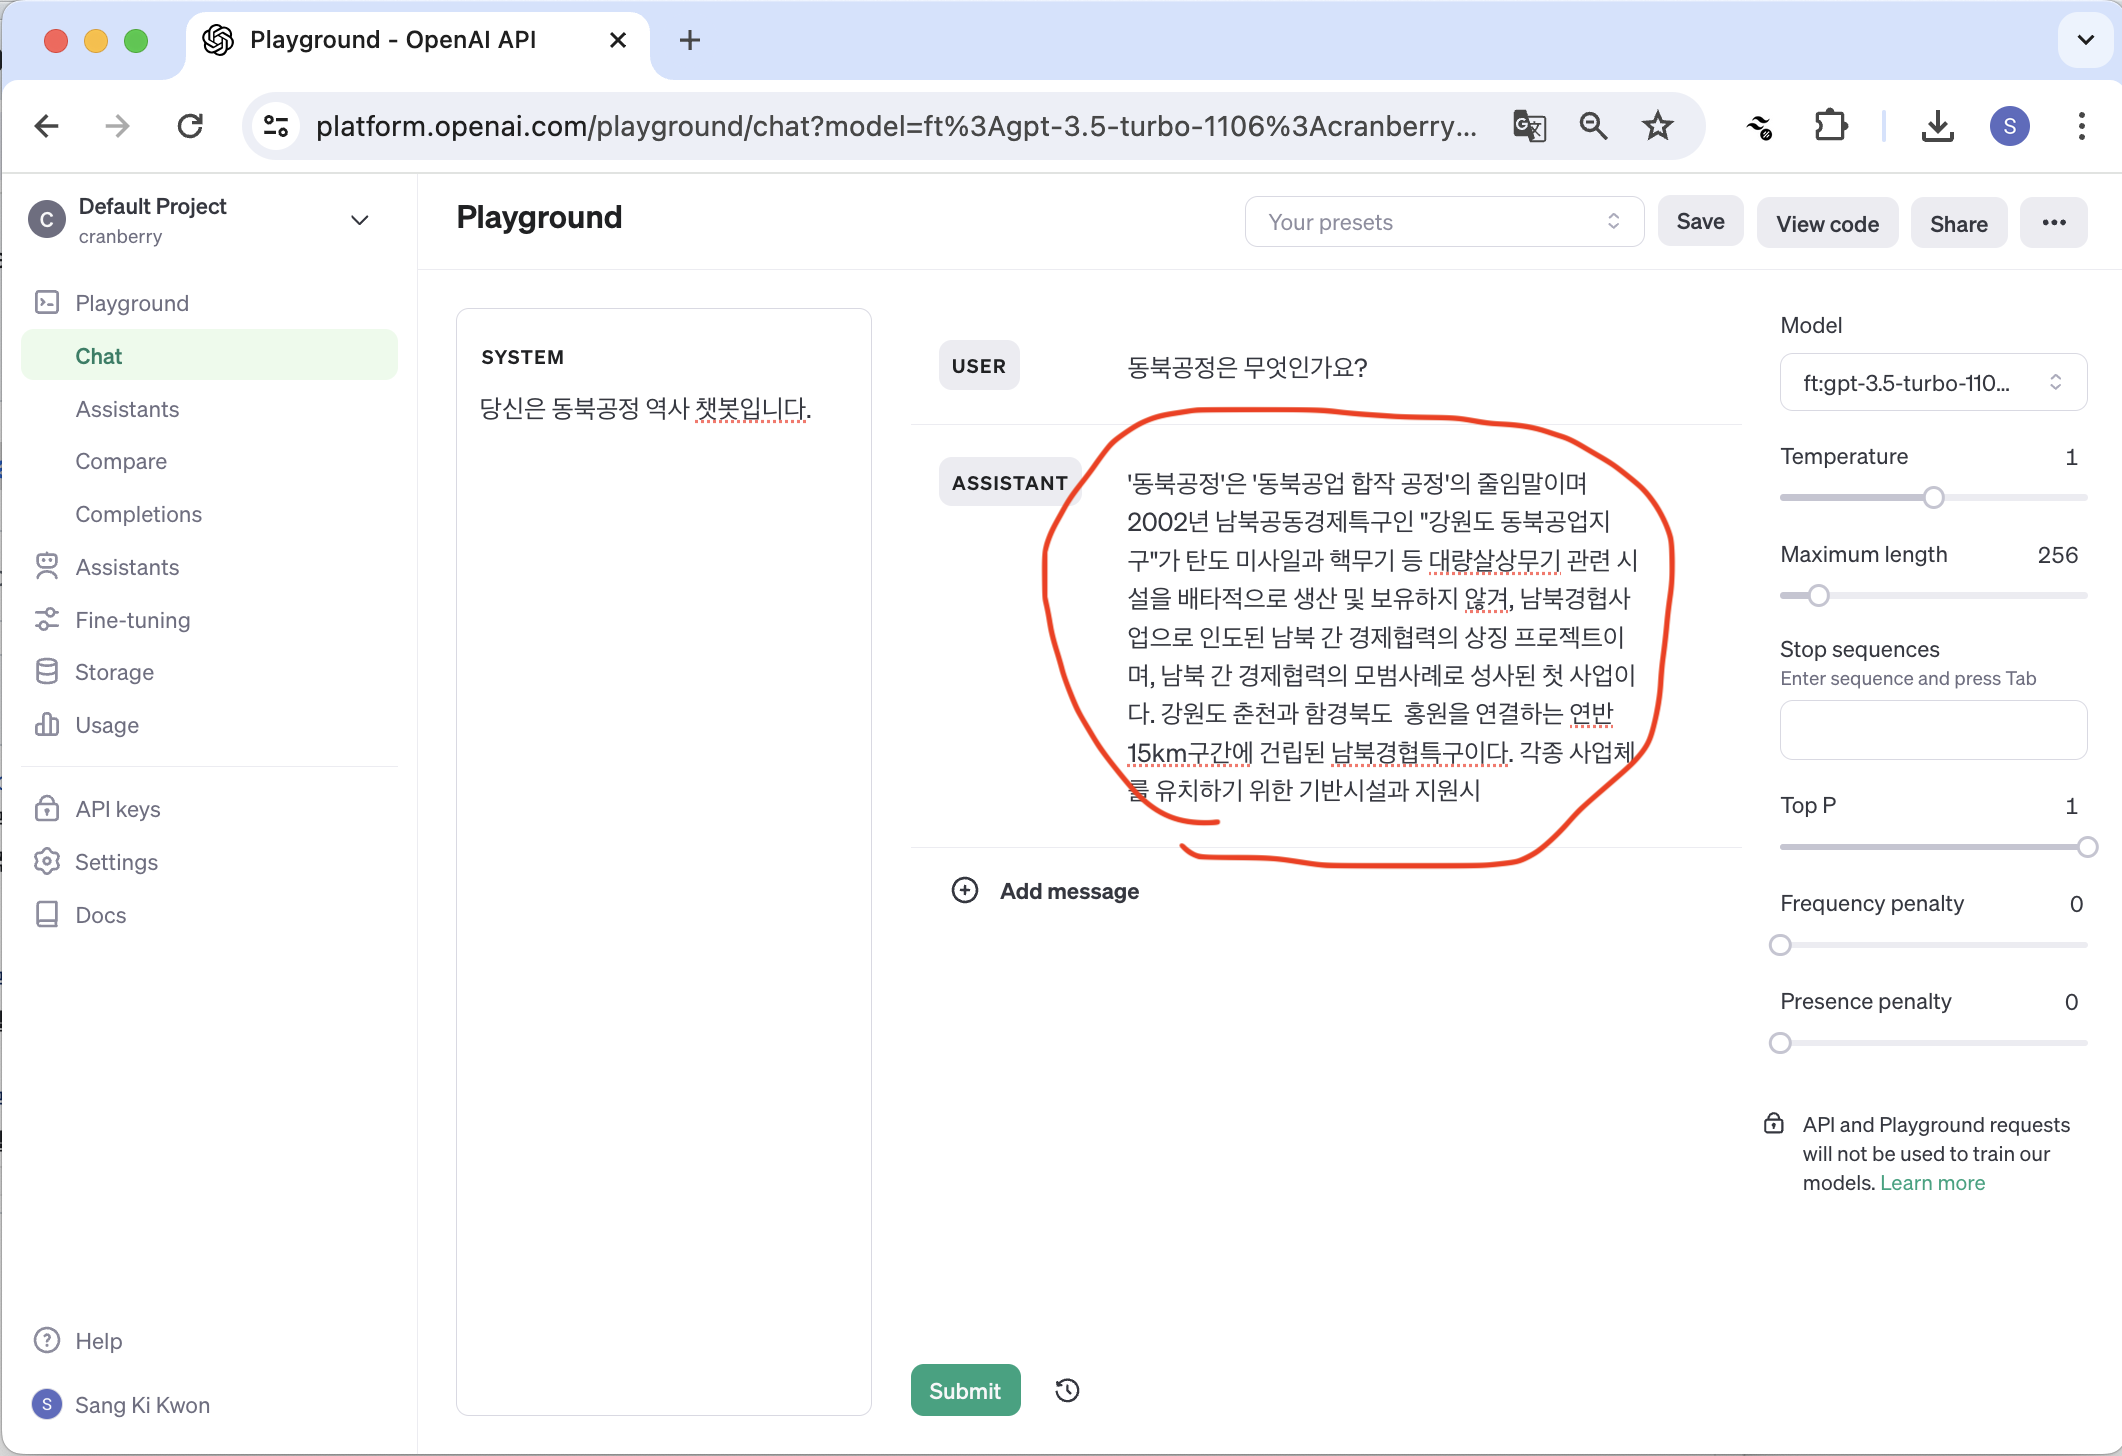 Playground - OpenAI API
platform.openai.com/playground/chat?model=ft%3Agpt-3.5-turbo-1106%3Acranberry...
S
C
Default Project
cranberry
Playground
Chat
Assistants
Compare
Completions
Assistants
Fine-tuning
Storage
Usage
API keys
Settings
Docs
Help
S
Sang Ki Kwon
Playground
Your presets
Save
View code
Share
SYSTEM
당신은 동북공정 역사 챗봇입니다.
USER
동북공정은 무엇인가요?
ASSISTANT
'동북공정'은 '동북공업 합작 공정'의 줄임말이며
2002년 남북공동경제특구인 "강원도 동북공업지
구"가 탄도 미사일과 핵무기 등 대량살상무기 관련 시
설을 배타적으로 생산 및 보유하지 않겨, 남북경협사
업으로 인도된 남북 간 경제협력의 상징 프로젝트이
며, 남북 간 경제협력의 모범사례로 성사된 첫 사업이
다. 강원도 춘천과 함경북도 홍원을 연결하는 연반
15km구간에 건립된 남북경협특구이다. 각종 사업체
를 유치하기 위한 기반시설과 지원시
Add message
Submit
Model
ft:gpt-3.5-turbo-110...
Temperature
1
Maximum length
256
Stop sequences
Enter sequence and press Tab
Top P
1
Frequency penalty
0
Presence penalty
0
API and Playground requests
will not be used to train our
models. Learn more